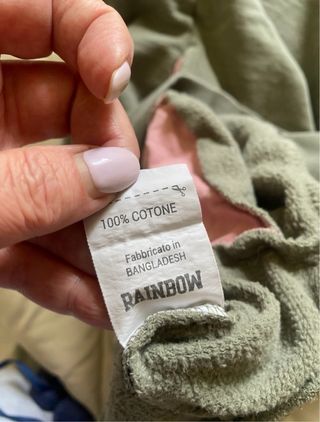 100% COTONE
Fabbricato in
BANGLADESH
RAINBOW